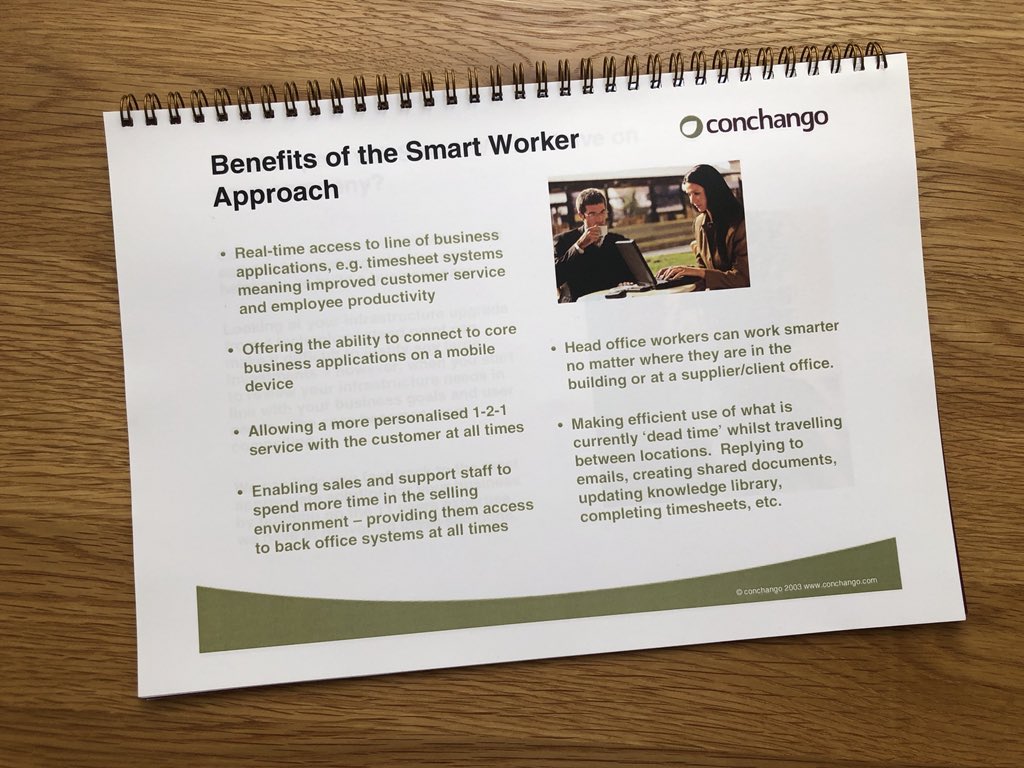 conchango
Benefits of the Smart Worker
Approach
• Real-time access to line of business
applications, e.g. timesheet systems
meaning improved customer service
and employee productivity
• Offering the ability to connect to core
business applications on a mobile
device
• Allowing a more personalised 1-2-1
service with the customer at all times
• Enabling sales and support staff to
spend more time in the selling
environment – providing them access
to back office systems at all times
• Head office workers can work smarter
no matter where they are in the
building or at a supplier/client office.
• Making efficient use of what is
currently ‘dead time’ whilst travelling
between locations.  Replying to
emails, creating shared documents,
updating knowledge library,
completing timesheets, etc.
© conchango 2003 www.conchango.com